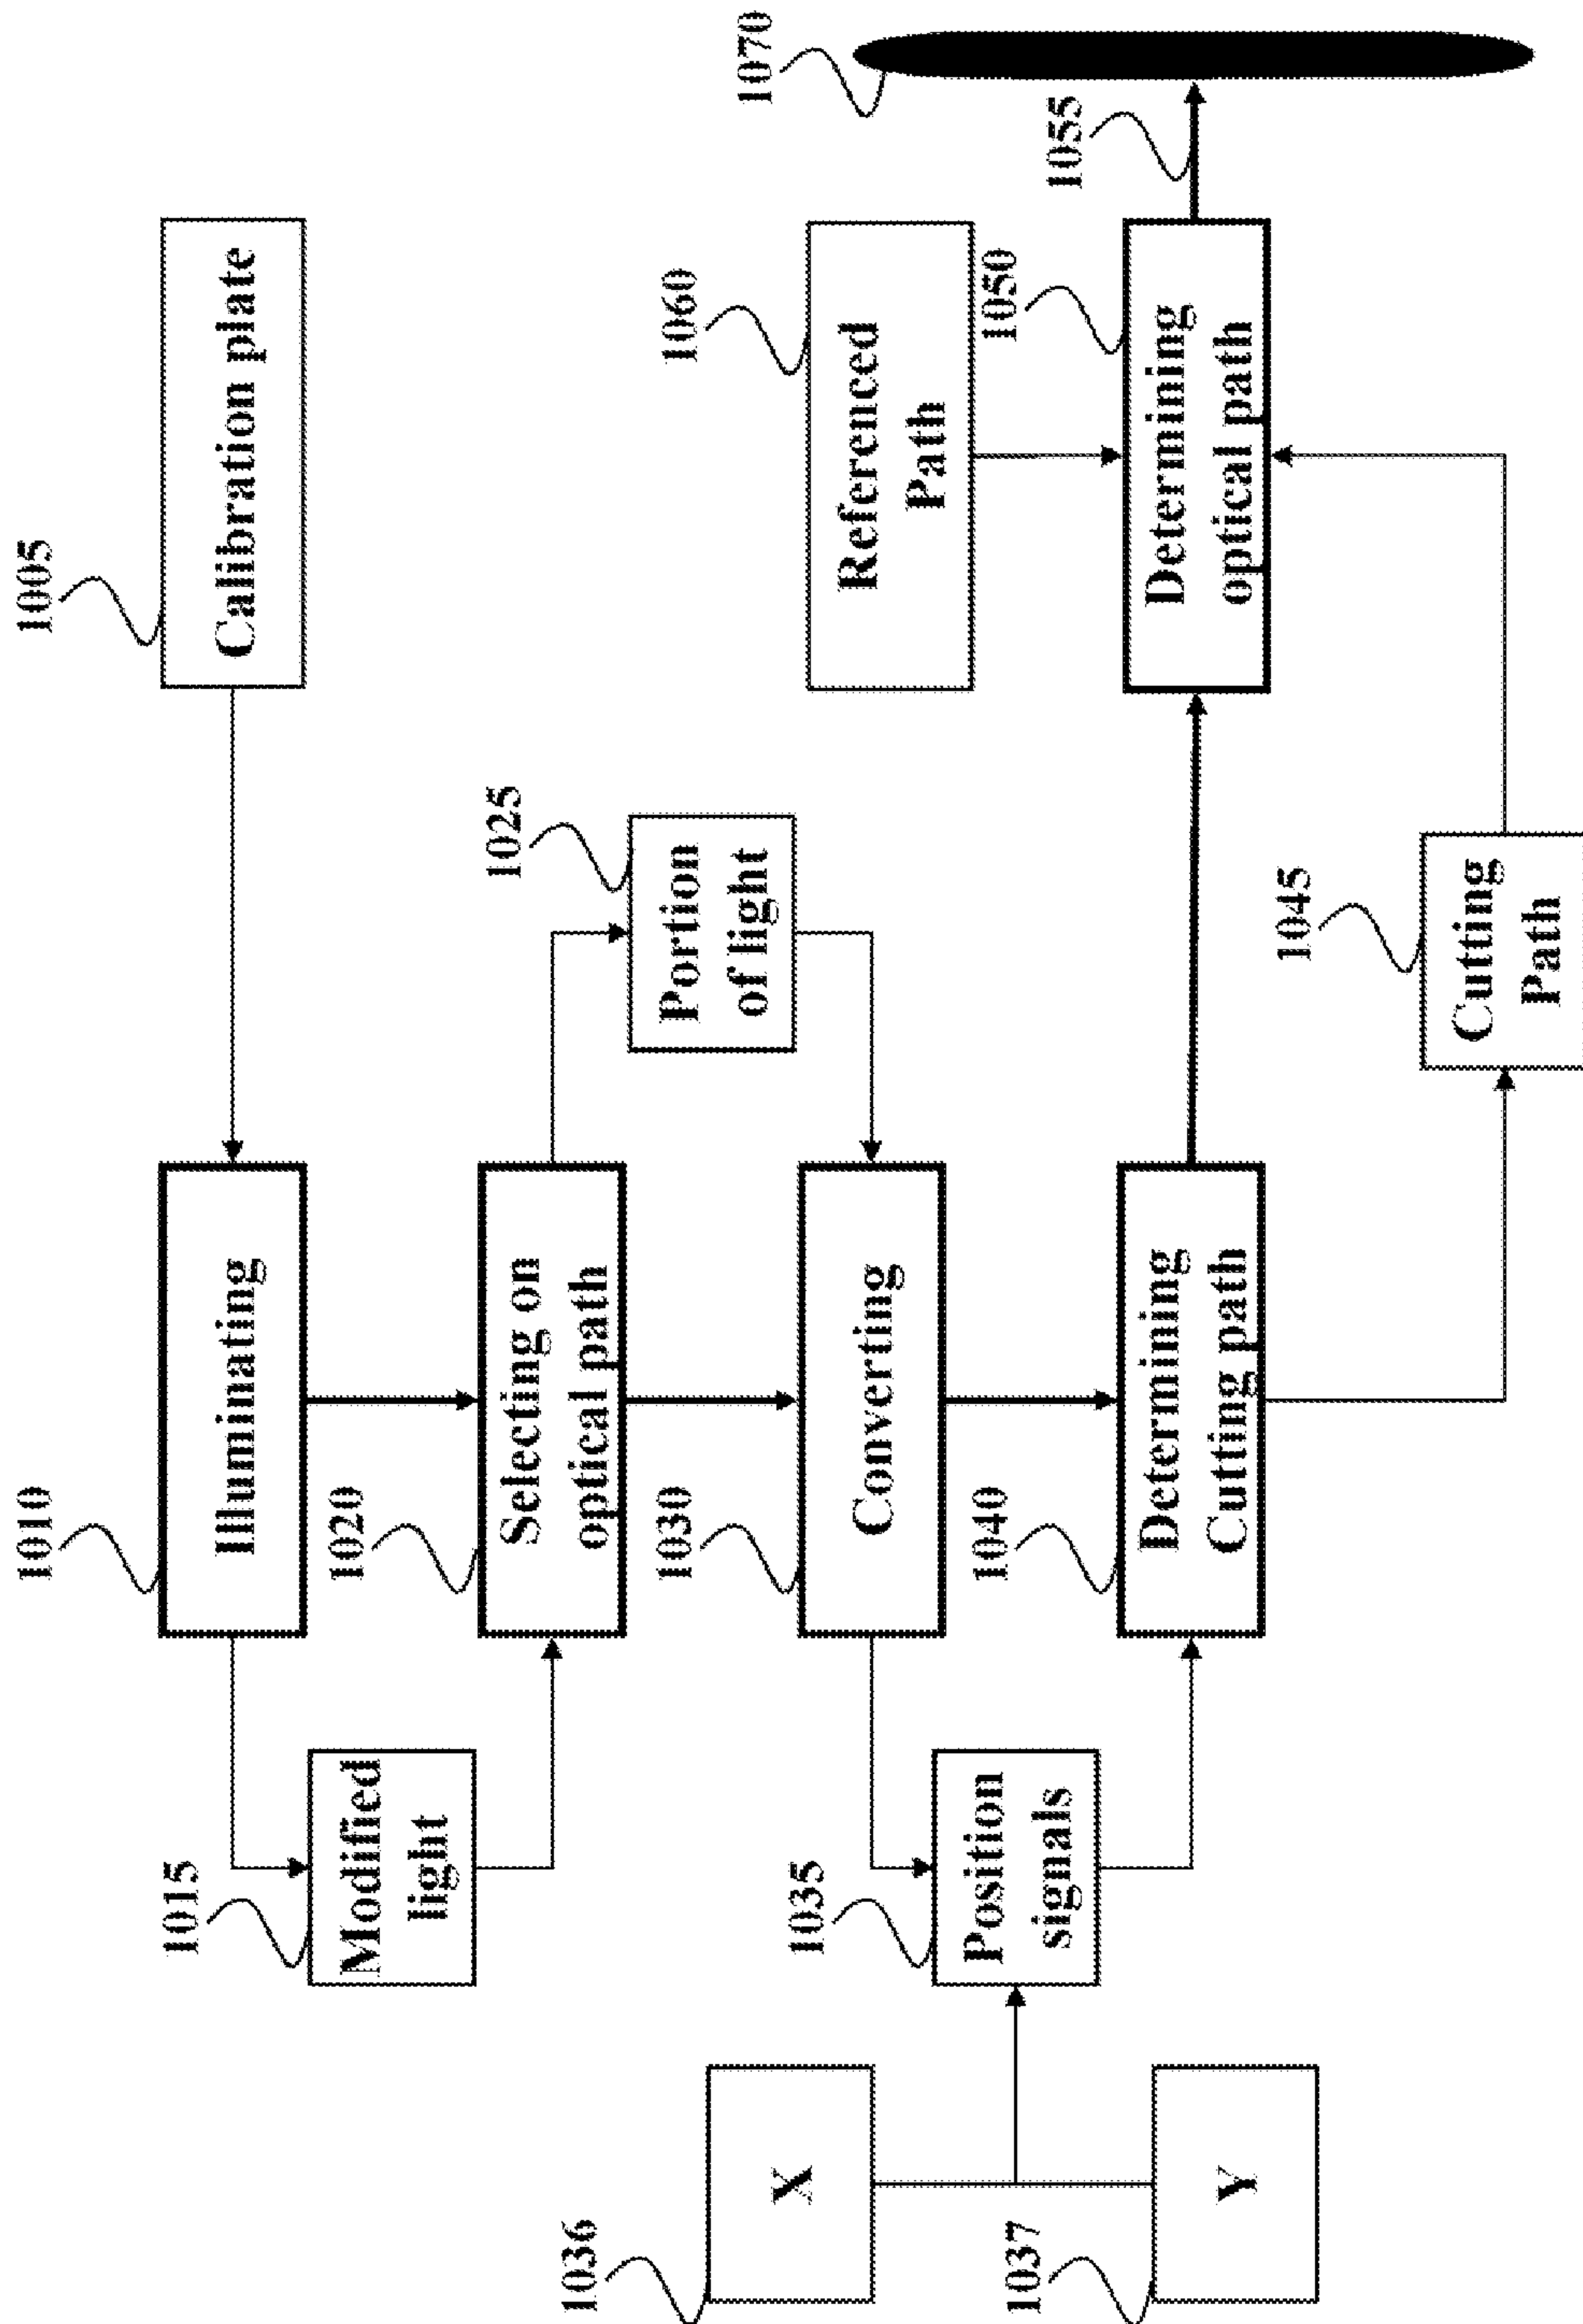 1010
1005
Illuminating
Calibration plate
1015
Modified
light
1020
Selecting on
optical path
1025
Portion
of light
1036
X
1030
Converting
1060
Referenced
Path
1070
1035
Position
signals
1037
Y
1040
Determining
Cutting path
1050
Determining
optical path
1055
1045
Cutting
Path